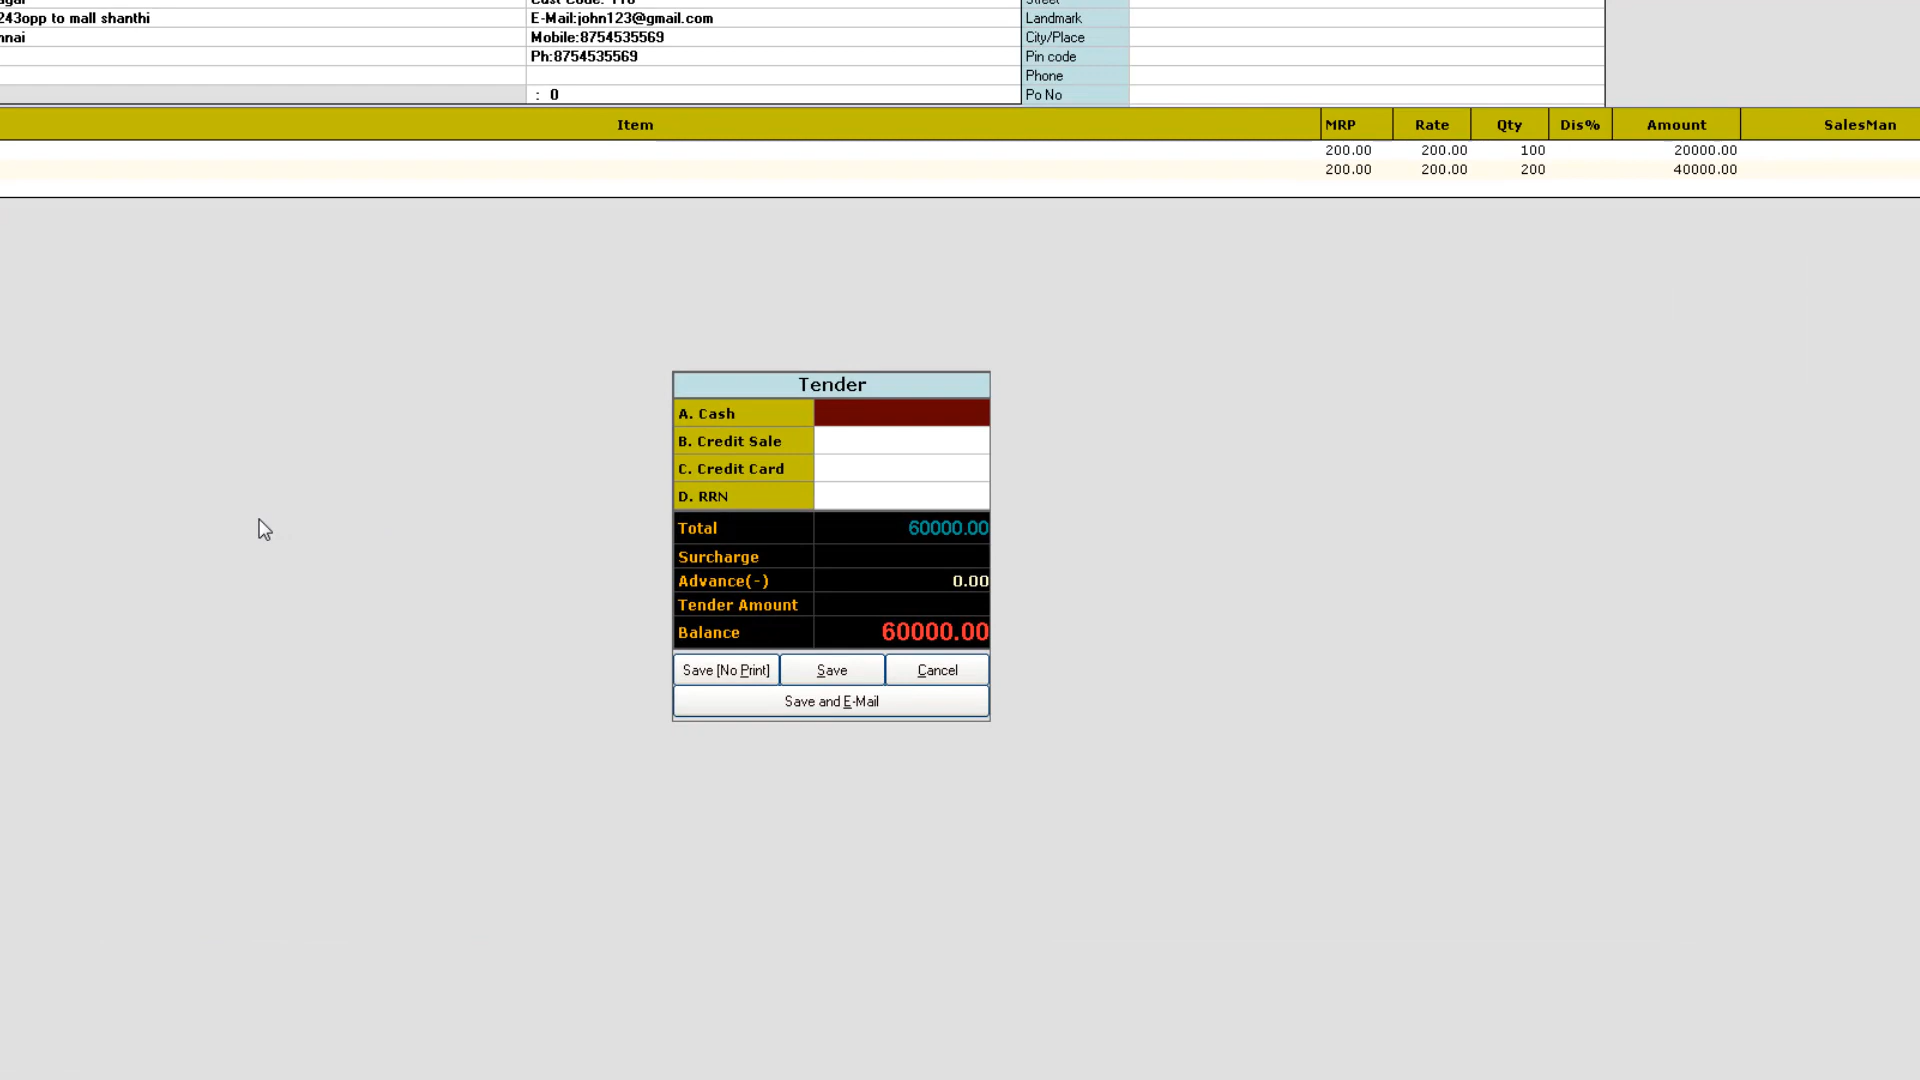 243opp to mall shanthi E-Mail:john123@gmail.com Landmark
Mobile:8754535569 City/Place
Ph:8754535569 Pin code
Phone
: 0 Po No
Item MRP Rate Qty Dis% Amount SalesMan
200.00 200.00 100 20000.00
200.00 200.00 200 40000.00
Tender
A. Cash
B. Credit Sale
C. Credit Card
D. RRN
Total 60000.00
Surcharge
Advance(-) 0.00
Tender Amount
Balance 60000.00
Save [No Print] Save Cancel
Save and E-Mail